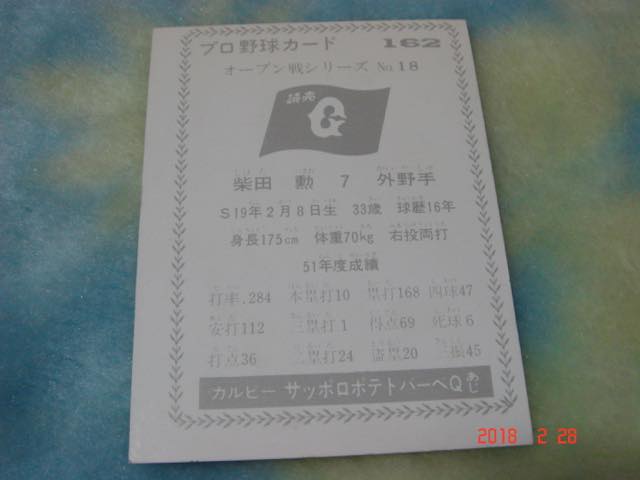 プロ野球カード 162
オープン戦シリーズ No.18
読売
G
柴田 勲 7 外野手
S19年2月8日生 33歳 球歴16年
身長175cm 体重70kg 右投両打
51年度成績
打率.284 本塁打10 塁打168 四球47
安打112 三塁打1 得点69 死球6
打点36 二塁打24 盗塁20 三振45
カルビー サッポロポテトバーベQあじ
2018 2 28